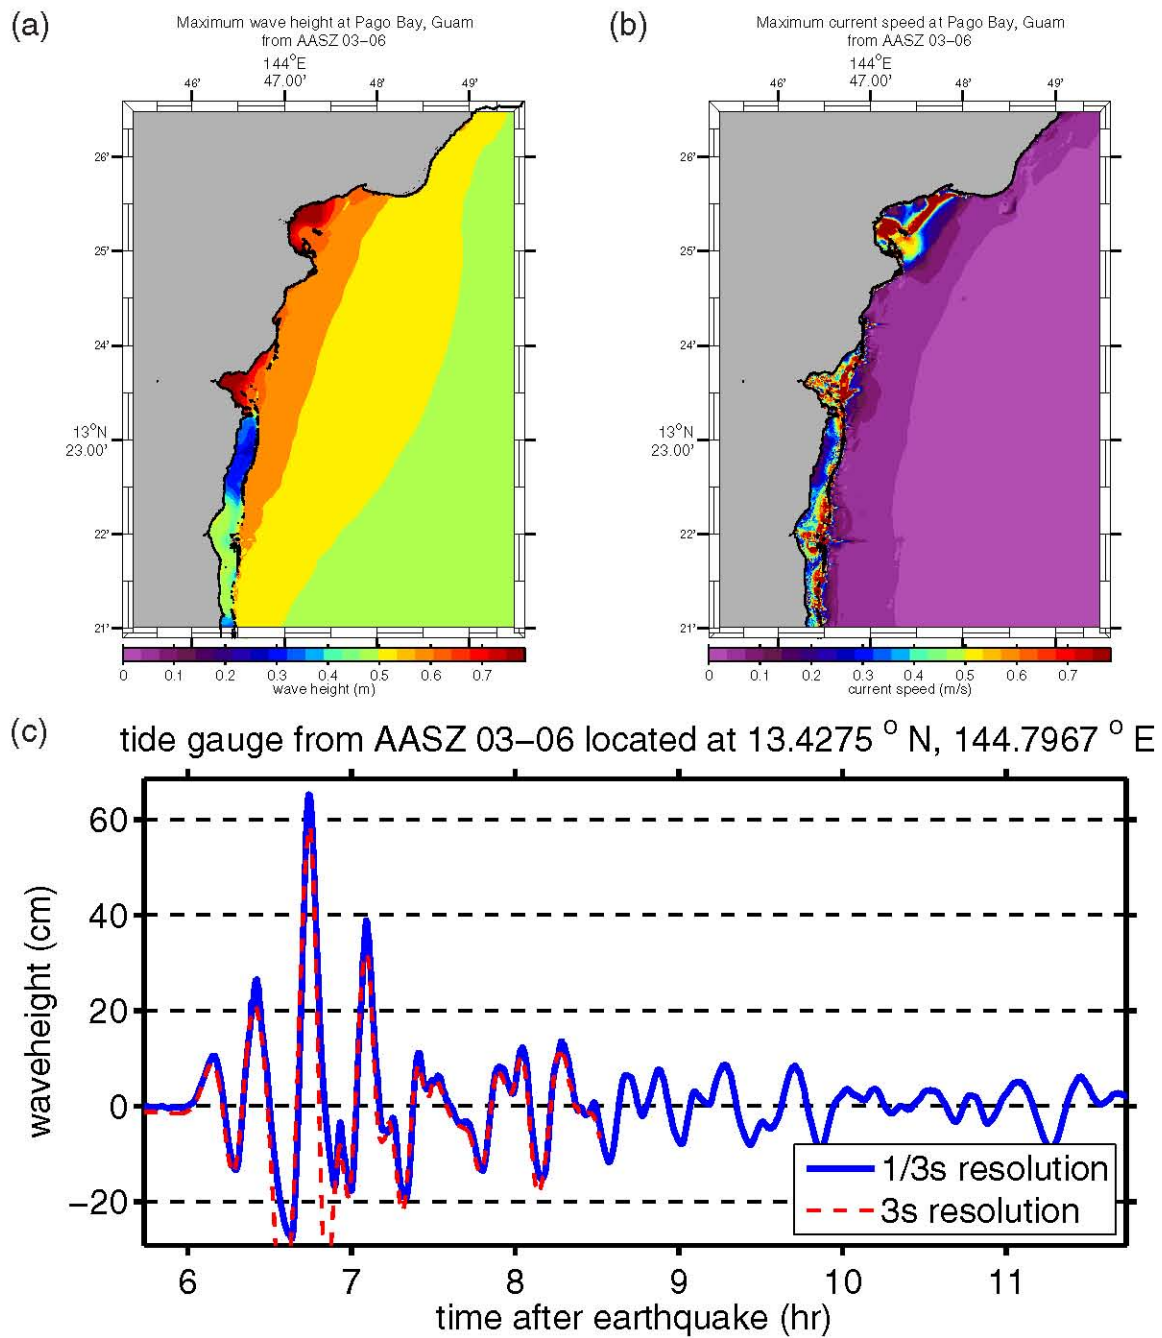 (a)
Maximum wave height at Pago Bay, Guam
from AASZ 03-06
144°E
46' 47.00' 48' 49'
26'
25'
24'
13°N
23.00'
22'
21'
0 0.1 0.2 0.3 0.4 0.5 0.6 0.7
wave height (m)
(b)
Maximum current speed at Pago Bay, Guam
from AASZ 03-06
144°E
46' 47.00' 48' 49'
26'
25'
24'
13°N
23.00'
22'
21'
0 0.1 0.2 0.3 0.4 0.5 0.6 0.7
current speed (m/s)
(c)
tide gauge from AASZ 03-06 located at 13.4275 ° N, 144.7967 ° E
waveheight (cm)
60
40
20
0
-20
1/3s resolution
3s resolution
6 7 8 9 10 11
time after earthquake (hr)